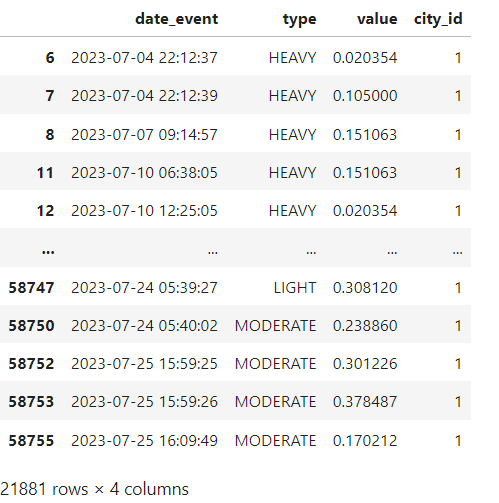 date_event type value city_id
6 2023-07-04 22:12:37 HEAVY 0.020354 1
7 2023-07-04 22:12:39 HEAVY 0.105000 1
8 2023-07-07 09:14:57 HEAVY 0.151063 1
11 2023-07-10 06:38:05 HEAVY 0.151063 1
12 2023-07-10 12:25:05 HEAVY 0.020354 1
... ... ... ... ...
58747 2023-07-24 05:39:27 LIGHT 0.308120 1
58750 2023-07-24 05:40:02 MODERATE 0.238860 1
58752 2023-07-25 15:59:25 MODERATE 0.301226 1
58753 2023-07-25 15:59:26 MODERATE 0.378487 1
58755 2023-07-25 16:09:49 MODERATE 0.170212 1
21881 rows × 4 columns